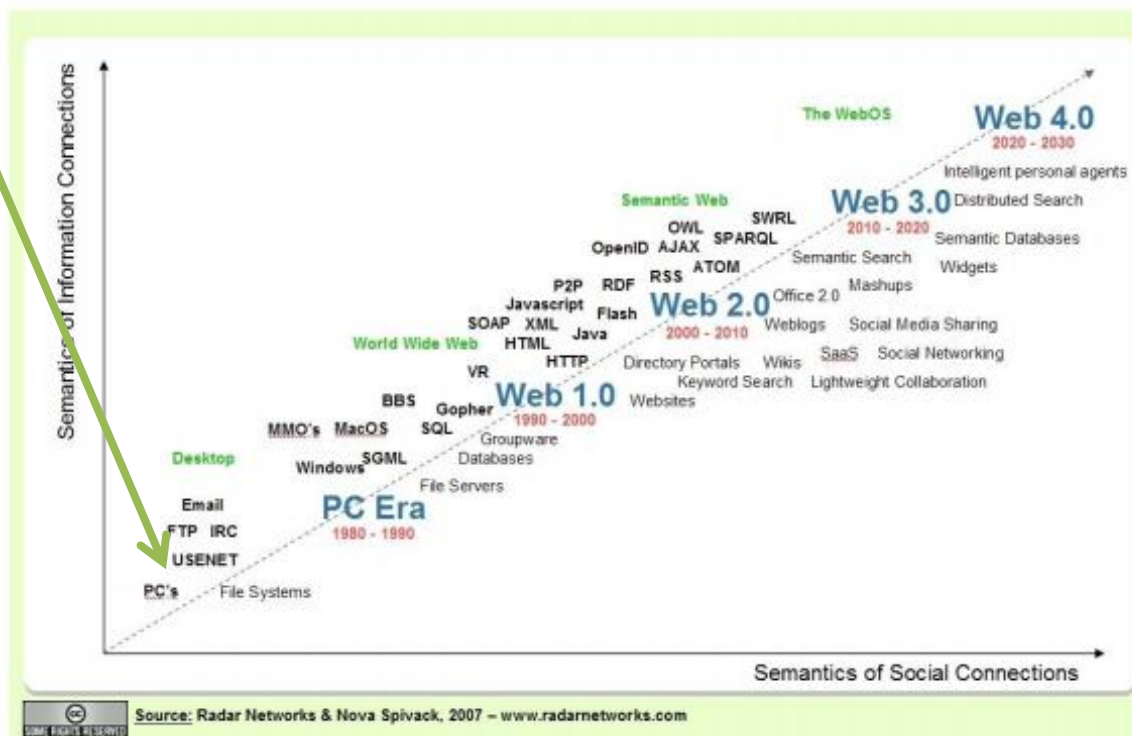 Semantics of Information Connections
The WebOS
Web 4.0
2020 - 2030
Intelligent personal agents
Semantic Web
SWRL
Web 3.0
Distributed Search
2010 - 2020
OWL
OpenID AJAX SPARQL
Semantic Databases
Semantic Search
ATOM
Widgets
P2P RDF RSS
Mashups
Javascript Flash
Web 2.0
Office 2.0
2000 - 2010
SOAP XML Java
Weblogs Social Media Sharing
World Wide Web
HTML
HTTP
Directory Portals Wikis SaaS Social Networking
VR
Keyword Search Lightweight Collaboration
Web 1.0
Websites
1990 - 2000
BBS
Gopher
MMO's MacOS SQL
Groupware
Desktop
Windows SGML
Databases
File Servers
PC Era
1980 - 1990
Email
FTP IRC
USENET
PC's File Systems
Semantics of Social Connections
cc
SOME RIGHTS RESERVED
Source: Radar Networks & Nova Spivack, 2007 – www.radarnetworks.com